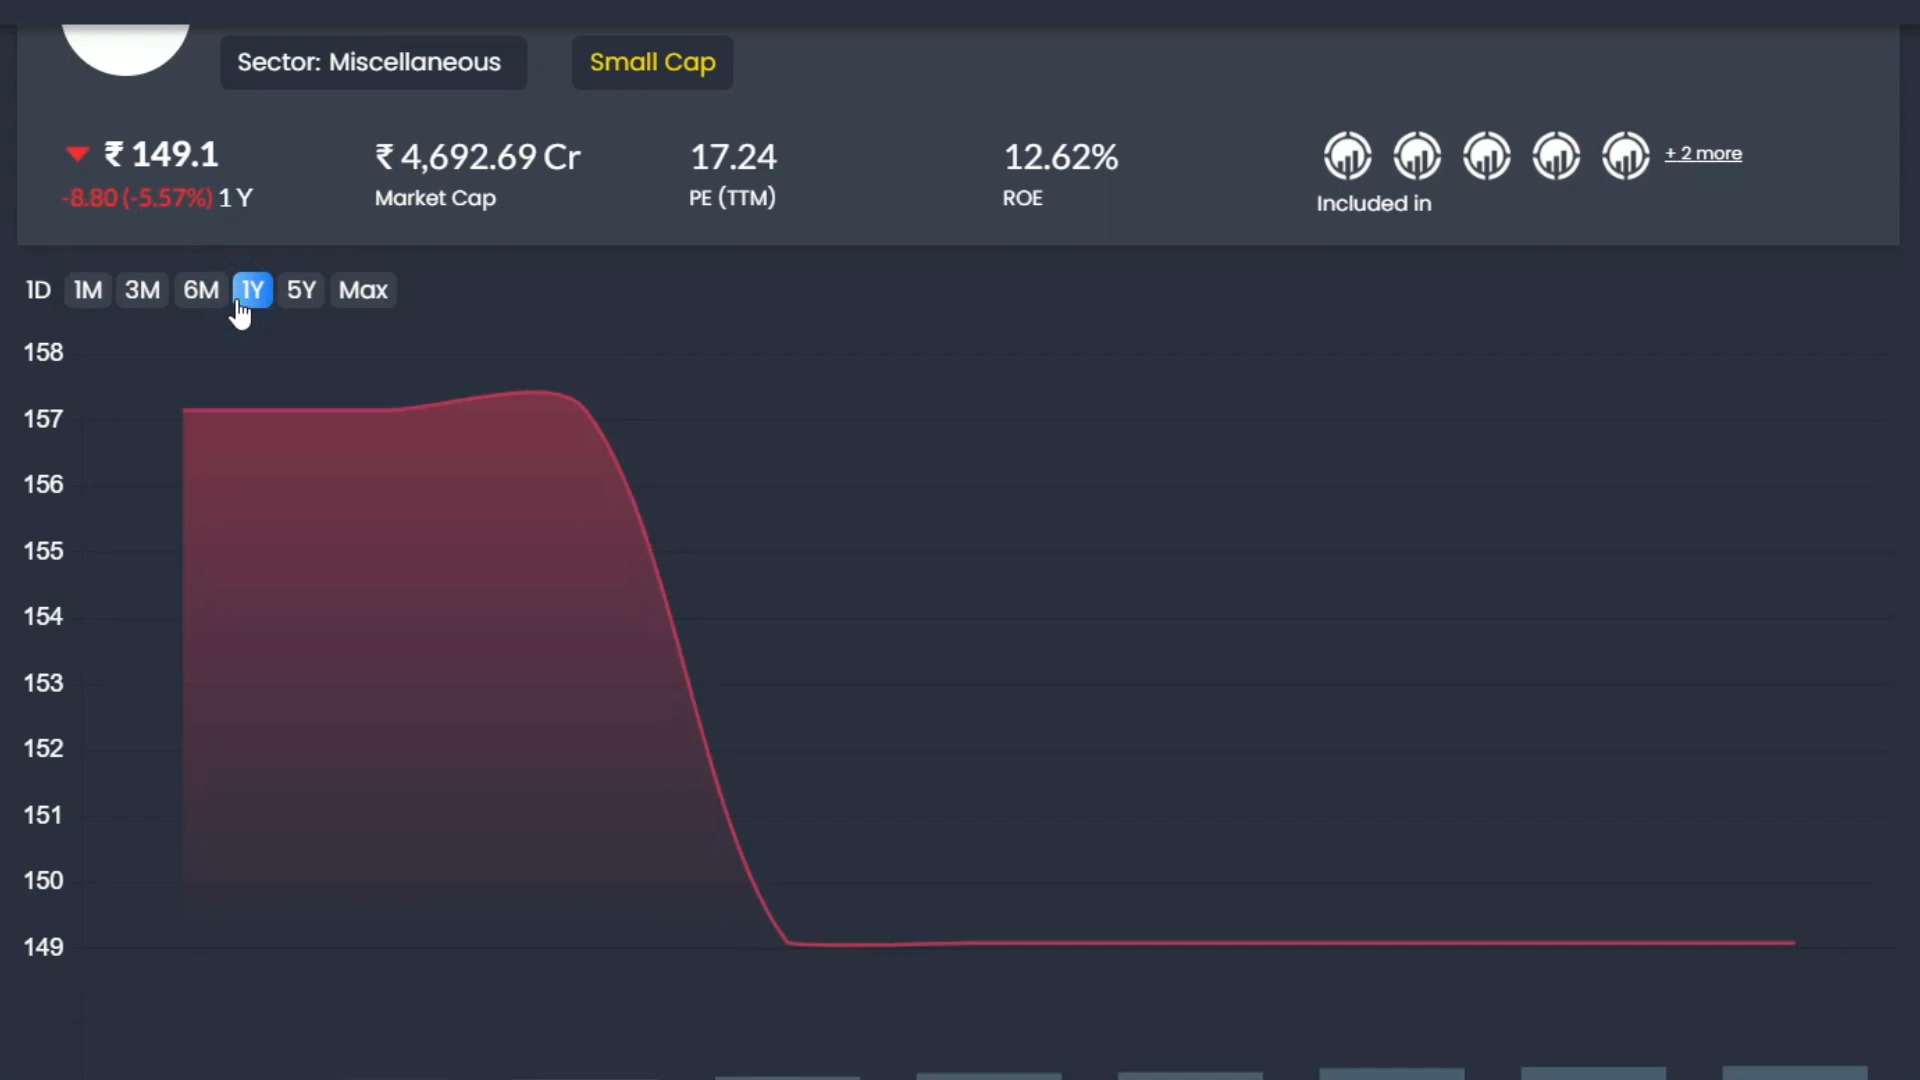 Sector: Miscellaneous
Small Cap
₹ 149.1
-8.80 (-5.57%) 1 Y
₹ 4,692.69 Cr
Market Cap
17.24
PE (TTM)
12.62%
ROE
+ 2 more
Included in
1D 1M 3M 6M 1Y 5Y Max
158
157
156
155
154
153
152
151
150
149